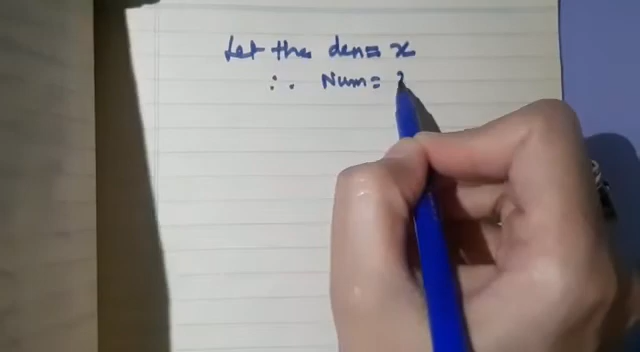 Let the den= x
∴ Num=